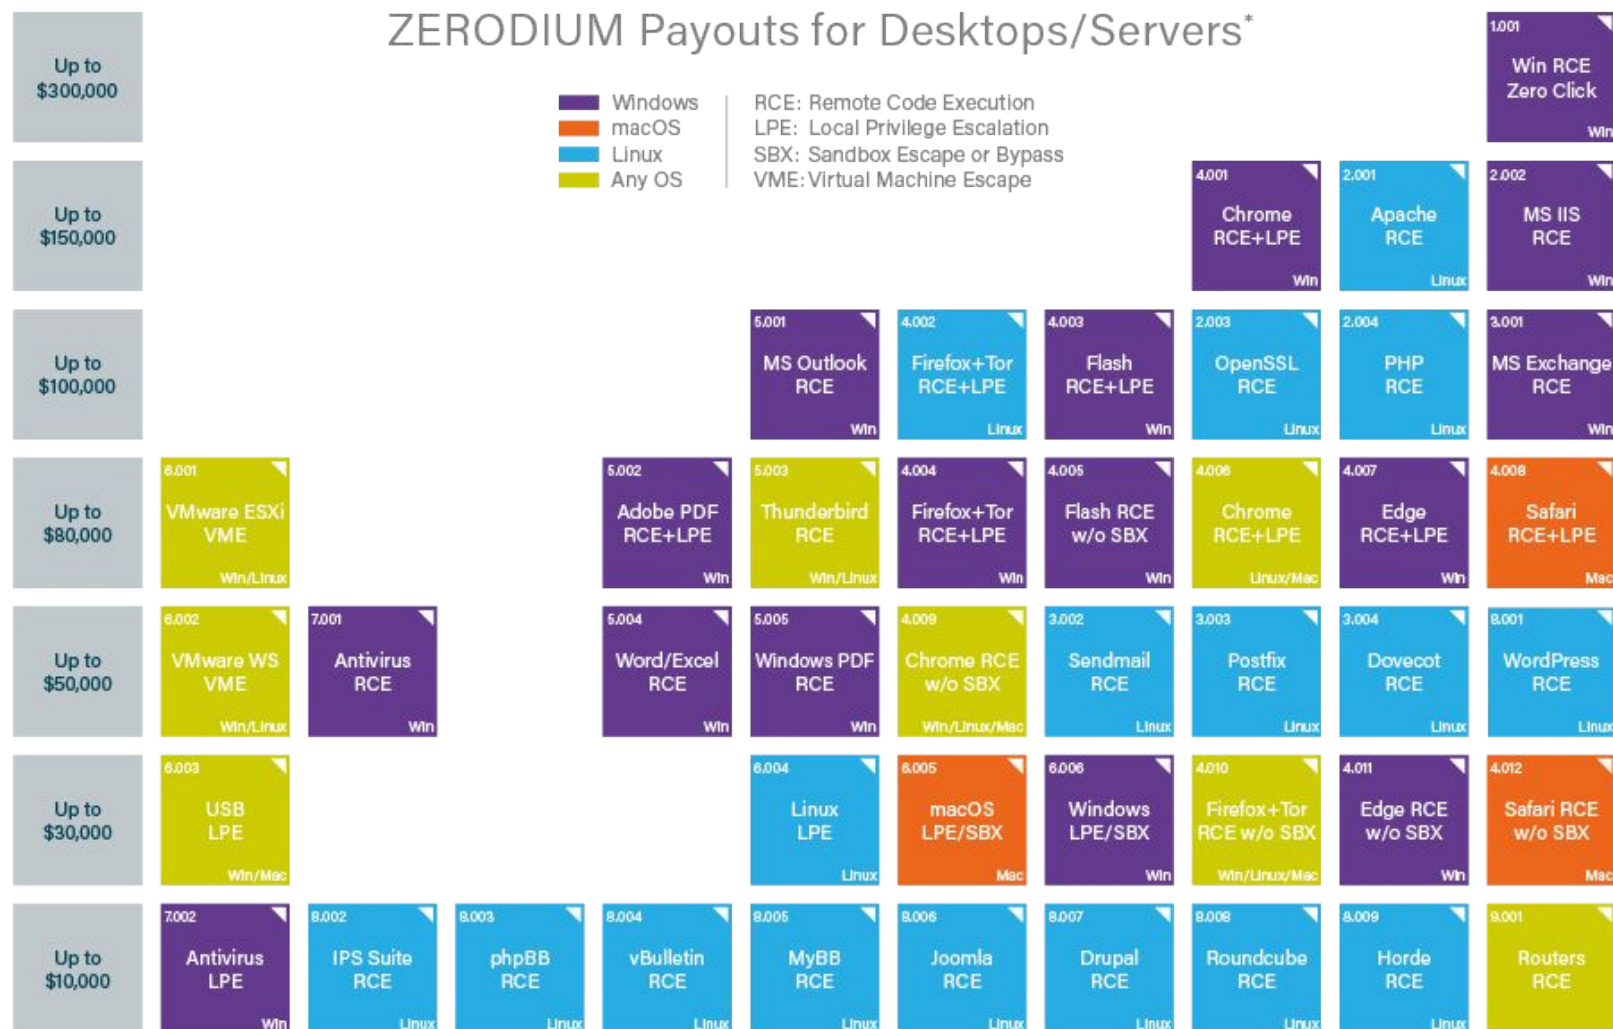 ZERODIUM Payouts for Desktops/Servers*
Windows
macOS
Linux
Any OS
RCE: Remote Code Execution
LPE: Local Privilege Escalation
SBX: Sandbox Escape or Bypass
VME: Virtual Machine Escape
Up to
$300,000
1.001
Win RCE
Zero Click
Win
Up to
$150,000
4.001
Chrome
RCE+LPE
Win
2.001
Apache
RCE
Linux
2.002
MS IIS
RCE
Win
Up to
$100,000
5.001
MS Outlook
RCE
Win
4.002
Firefox+Tor
RCE+LPE
Linux
4.003
Flash
RCE+LPE
Win
2.003
OpenSSL
RCE
Linux
2.004
PHP
RCE
Linux
3.001
MS Exchange
RCE
Win
Up to
$80,000
6.001
VMware ESXi
VME
Win/Linux
5.002
Adobe PDF
RCE+LPE
Win
5.003
Thunderbird
RCE
Win/Linux
4.004
Firefox+Tor
RCE+LPE
Win
4.005
Flash RCE
w/o SBX
Win
4.006
Chrome
RCE+LPE
Linux/Mac
4.007
Edge
RCE+LPE
Win
4.008
Safari
RCE+LPE
Mac
Up to
$50,000
6.002
VMware WS
VME
Win/Linux
7.001
Antivirus
RCE
Win
5.004
Word/Excel
RCE
Win
5.005
Windows PDF
RCE
Win
4.009
Chrome RCE
w/o SBX
Win/Linux/Mac
3.002
Sendmail
RCE
Linux
3.003
Postfix
RCE
Linux
3.004
Dovecot
RCE
Linux
8.001
WordPress
RCE
Linux
Up to
$30,000
6.003
USB
LPE
Win/Mac
6.004
Linux
LPE
Linux
6.005
macOS
LPE/SBX
Mac
6.006
Windows
LPE/SBX
Win
4.010
Firefox+Tor
RCE w/o SBX
Win/Linux/Mac
4.011
Edge RCE
w/o SBX
Win
4.012
Safari RCE
w/o SBX
Mac
Up to
$10,000
7.002
Antivirus
LPE
Win
8.002
IPS Suite
RCE
Linux
8.003
phpBB
RCE
Linux
8.004
vBulletin
RCE
Linux
8.005
MyBB
RCE
Linux
8.006
Joomla
RCE
Linux
8.007
Drupal
RCE
Linux
8.008
Roundcube
RCE
Linux
8.009
Horde
RCE
Linux
9.001
Routers
RCE